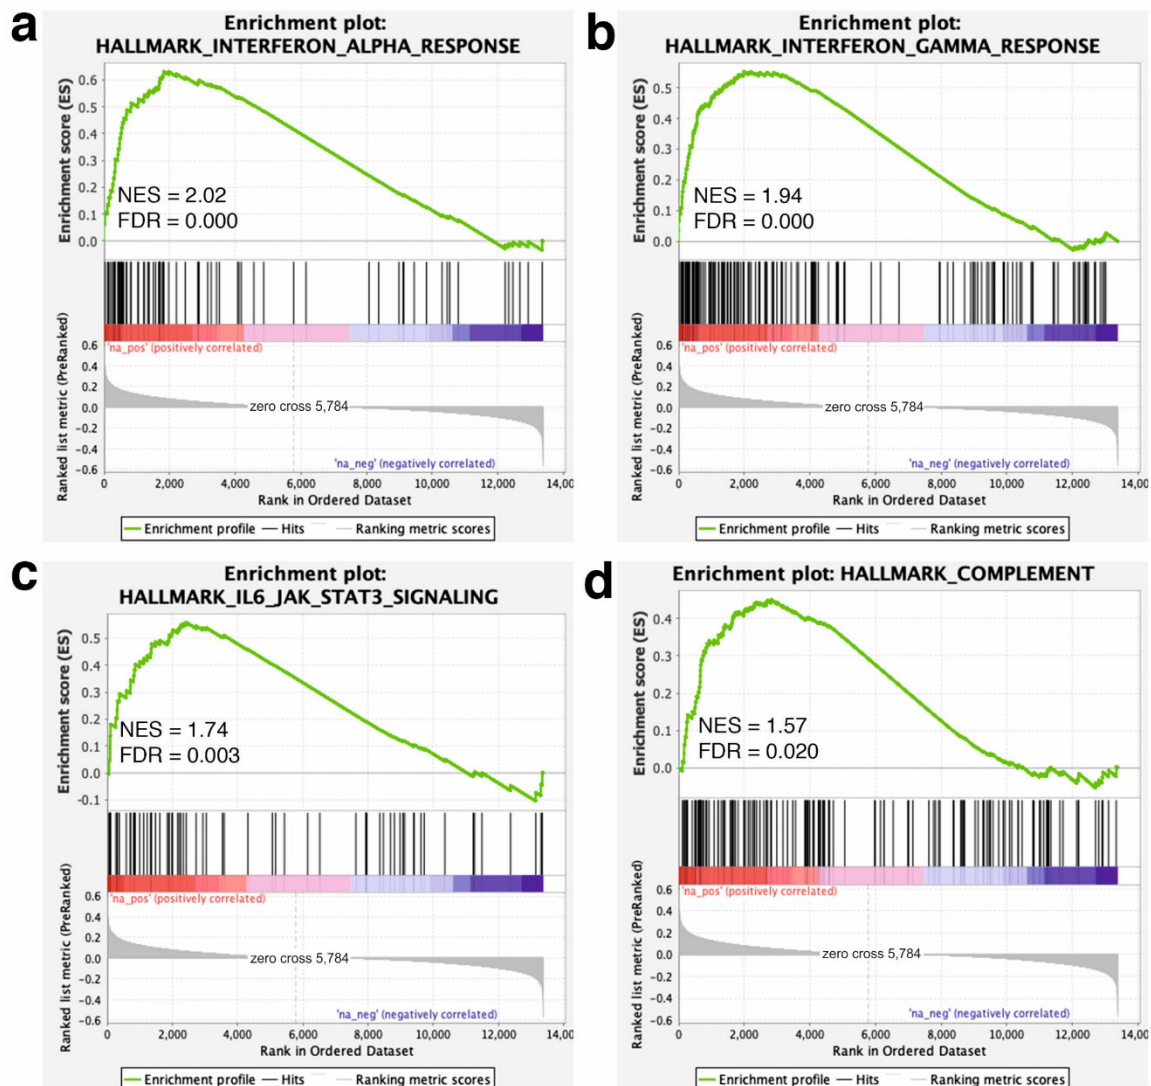 a
Enrichment plot:
HALLMARK_INTERFERON_ALPHA_RESPONSE
Enrichment score (ES)
0.6
0.5
0.4
0.3
0.2
0.1
0.0
NES = 2.02
FDR = 0.000
Ranked list metric (PreRanked)
0.6
0.4
0.2
0.0
-0.2
-0.4
-0.6
'na_pos' (positively correlated)
zero cross 5,784
'na_neg' (negatively correlated)
0 2,000 4,000 6,000 8,000 10,000 12,000 14,00
Rank in Ordered Dataset
Enrichment profile Hits Ranking metric scores
b
Enrichment plot:
HALLMARK_INTERFERON_GAMMA_RESPONSE
Enrichment score (ES)
0.5
0.4
0.3
0.2
0.1
0.0
NES = 1.94
FDR = 0.000
Ranked list metric (PreRanked)
0.6
0.4
0.2
0.0
-0.2
-0.4
-0.6
'na_pos' (positively correlated)
zero cross 5,784
'na_neg' (negatively correlated)
0 2,000 4,000 6,000 8,000 10,000 12,000 14,00
Rank in Ordered Dataset
Enrichment profile Hits Ranking metric scores
c
Enrichment plot:
HALLMARK_IL6_JAK_STAT3_SIGNALING
Enrichment score (ES)
0.5
0.4
0.3
0.2
0.1
0.0
-0.1
NES = 1.74
FDR = 0.003
Ranked list metric (PreRanked)
0.6
0.4
0.2
0.0
-0.2
-0.4
-0.6
'na_pos' (positively correlated)
zero cross 5,784
'na_neg' (negatively correlated)
0 2,000 4,000 6,000 8,000 10,000 12,000 14,00
Rank in Ordered Dataset
Enrichment profile Hits Ranking metric scores
d
Enrichment plot: HALLMARK_COMPLEMENT
Enrichment score (ES)
0.4
0.3
0.2
0.1
0.0
NES = 1.57
FDR = 0.020
Ranked list metric (PreRanked)
0.6
0.4
0.2
0.0
-0.2
-0.4
-0.6
'na_pos' (positively correlated)
zero cross 5,784
'na_neg' (negatively correlated)
0 2,000 4,000 6,000 8,000 10,000 12,000 14,00
Rank in Ordered Dataset
Enrichment profile Hits Ranking metric scores